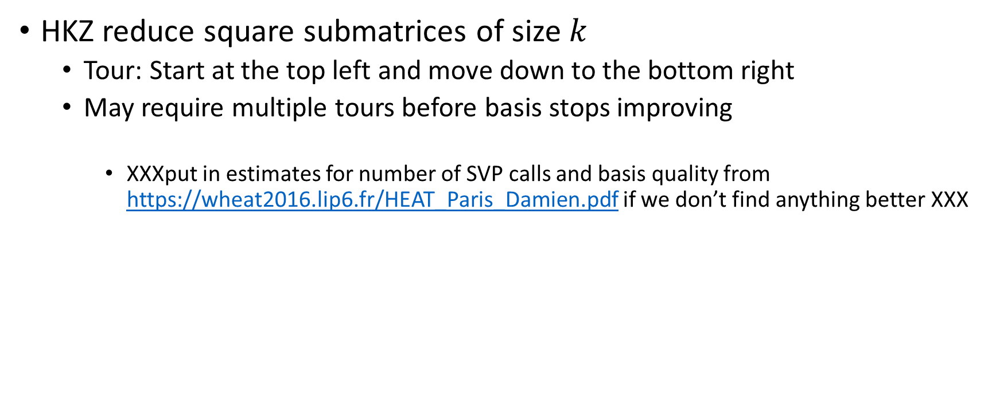 • HKZ reduce square submatrices of size k
• Tour: Start at the top left and move down to the bottom right
• May require multiple tours before basis stops improving
• XXXput in estimates for number of SVP calls and basis quality from
https://wheat2016.lip6.fr/HEAT_Paris_Damien.pdf if we don’t find anything better XXX